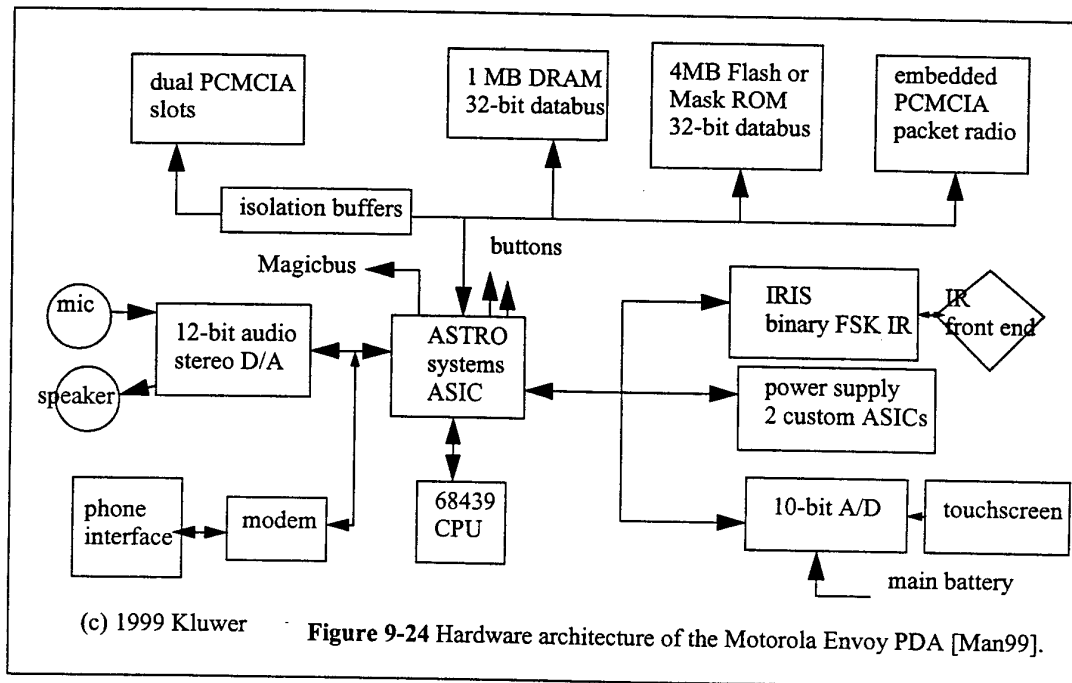 dual PCMCIA
slots
1 MB DRAM
32-bit databus
4MB Flash or
Mask ROM
32-bit databus
embedded
PCMCIA
packet radio
isolation buffers
buttons
Magicbus
mic
12-bit audio
stereo D/A
speaker
ASTRO
systems
ASIC
IRIS
binary FSK IR
IR
front end
power supply
2 custom ASICs
phone
interface
modem
68439
CPU
10-bit A/D
touchscreen
main battery
(c) 1999 Kluwer
Figure 9-24 Hardware architecture of the Motorola Envoy PDA [Man99].